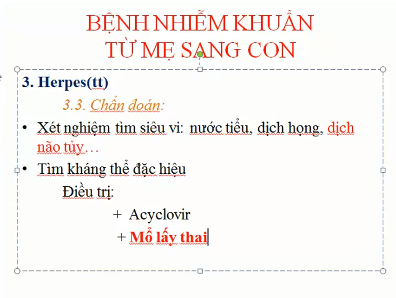 BỆNH NHIỄM KHUẨN
TỪ MẸ SANG CON
3. Herpes(tt)
3.3. Chẩn đoán:
• Xét nghiệm tìm siêu vi: nước tiểu, dịch họng, dịch
não tủy…
• Tìm kháng thể đặc hiệu
Điều trị:
+ Acyclovir
+ Mổ lấy thai